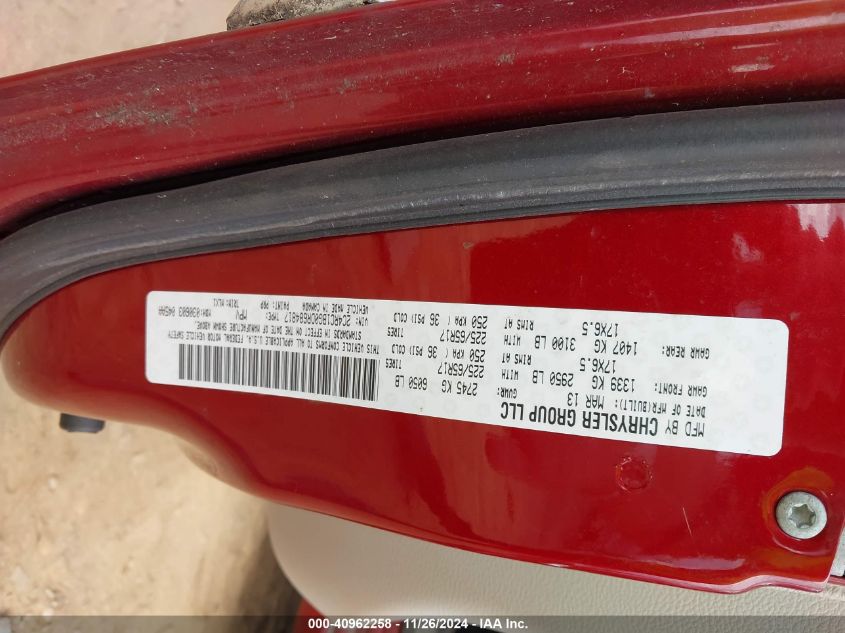 MFD BY CHRYSLER GROUP LLC
DATE OF MFR(BUILT): MAR 13
GVWR: 2745 KG 6050 LB
GAWR FRONT: 1339 KG 2950 LB WITH 225/65R17 TIRES
17X6.5 RIMS AT 250 KPA ( 36 PSI) COLD
GAWR REAR: 1407 KG 3100 LB WITH 225/65R17 TIRES
17X6.5 RIMS AT 250 KPA ( 36 PSI) COLD
THIS VEHICLE CONFORMS TO ALL APPLICABLE U.S.A. FEDERAL MOTOR VEHICLE SAFETY
STANDARDS IN EFFECT ON THE DATE OF MANUFACTURE SHOWN ABOVE
TYPE: MPV
VEHICLE MADE IN CANADA PAINT: PRP TRIM:
000-40962258 - 11/26/2024 - IAA Inc.